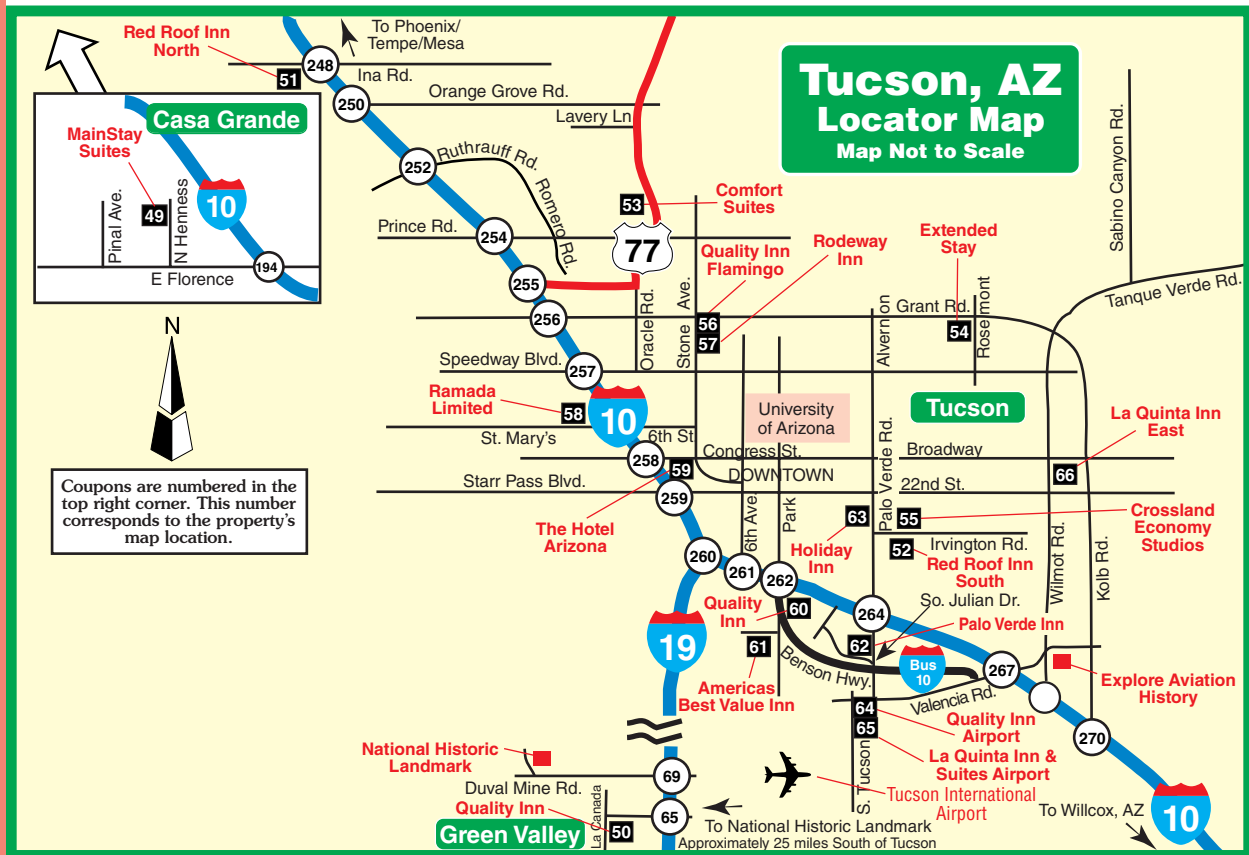 Tucson, AZ
Locator Map
Map Not to Scale
To Phoenix/
Tempe/Mesa
Red Roof Inn
North
51
248
Ina Rd.
250
Orange Grove Rd.
Lavery Ln
Casa Grande
MainStay
Suites
49
Pinal Ave.
N Henness
10
194
E Florence
252
Ruthrauff Rd.
Romero Rd.
Prince Rd.
254
53
Comfort
Suites
77
Quality Inn
Flamingo
Rodeway
Inn
Extended
Stay
Sabino Canyon Rd.
Tanque Verde Rd.
255
256
Oracle Rd.
Stone Ave.
56
57
Alvernon
Grant Rd.
54
Rosemont
N
Speedway Blvd.
257
Ramada
Limited
58
10
University
of Arizona
Tucson
La Quinta Inn
East
St. Mary's
6th St
258
59
Congress St.
DOWNTOWN
Broadway
66
Starr Pass Blvd.
259
22nd St.
Coupons are numbered in the
top right corner. This number
corresponds to the property's
map location.
The Hotel
Arizona
6th Ave.
Park
63
Holiday
Inn
Palo Verde Rd.
55
Crossland
Economy
Studios
Irvington Rd.
52
Red Roof Inn
South
Wilmot Rd.
Kolb Rd.
260
261
262
Quality
Inn
60
264
So. Julian Dr.
Palo Verde Inn
62
19
61
Americas
Best Value Inn
Benson Hwy.
Bus
10
267
Explore Aviation
History
Valencia Rd.
64
65
Quality Inn
Airport
La Quinta Inn &
Suites Airport
270
National Historic
Landmark
69
Duval Mine Rd.
S. Tucson
Tucson International
Airport
Quality Inn
50
La Canada
Green Valley
65
To National Historic Landmark
Approximately 25 miles South of Tucson
To Willcox, AZ
10